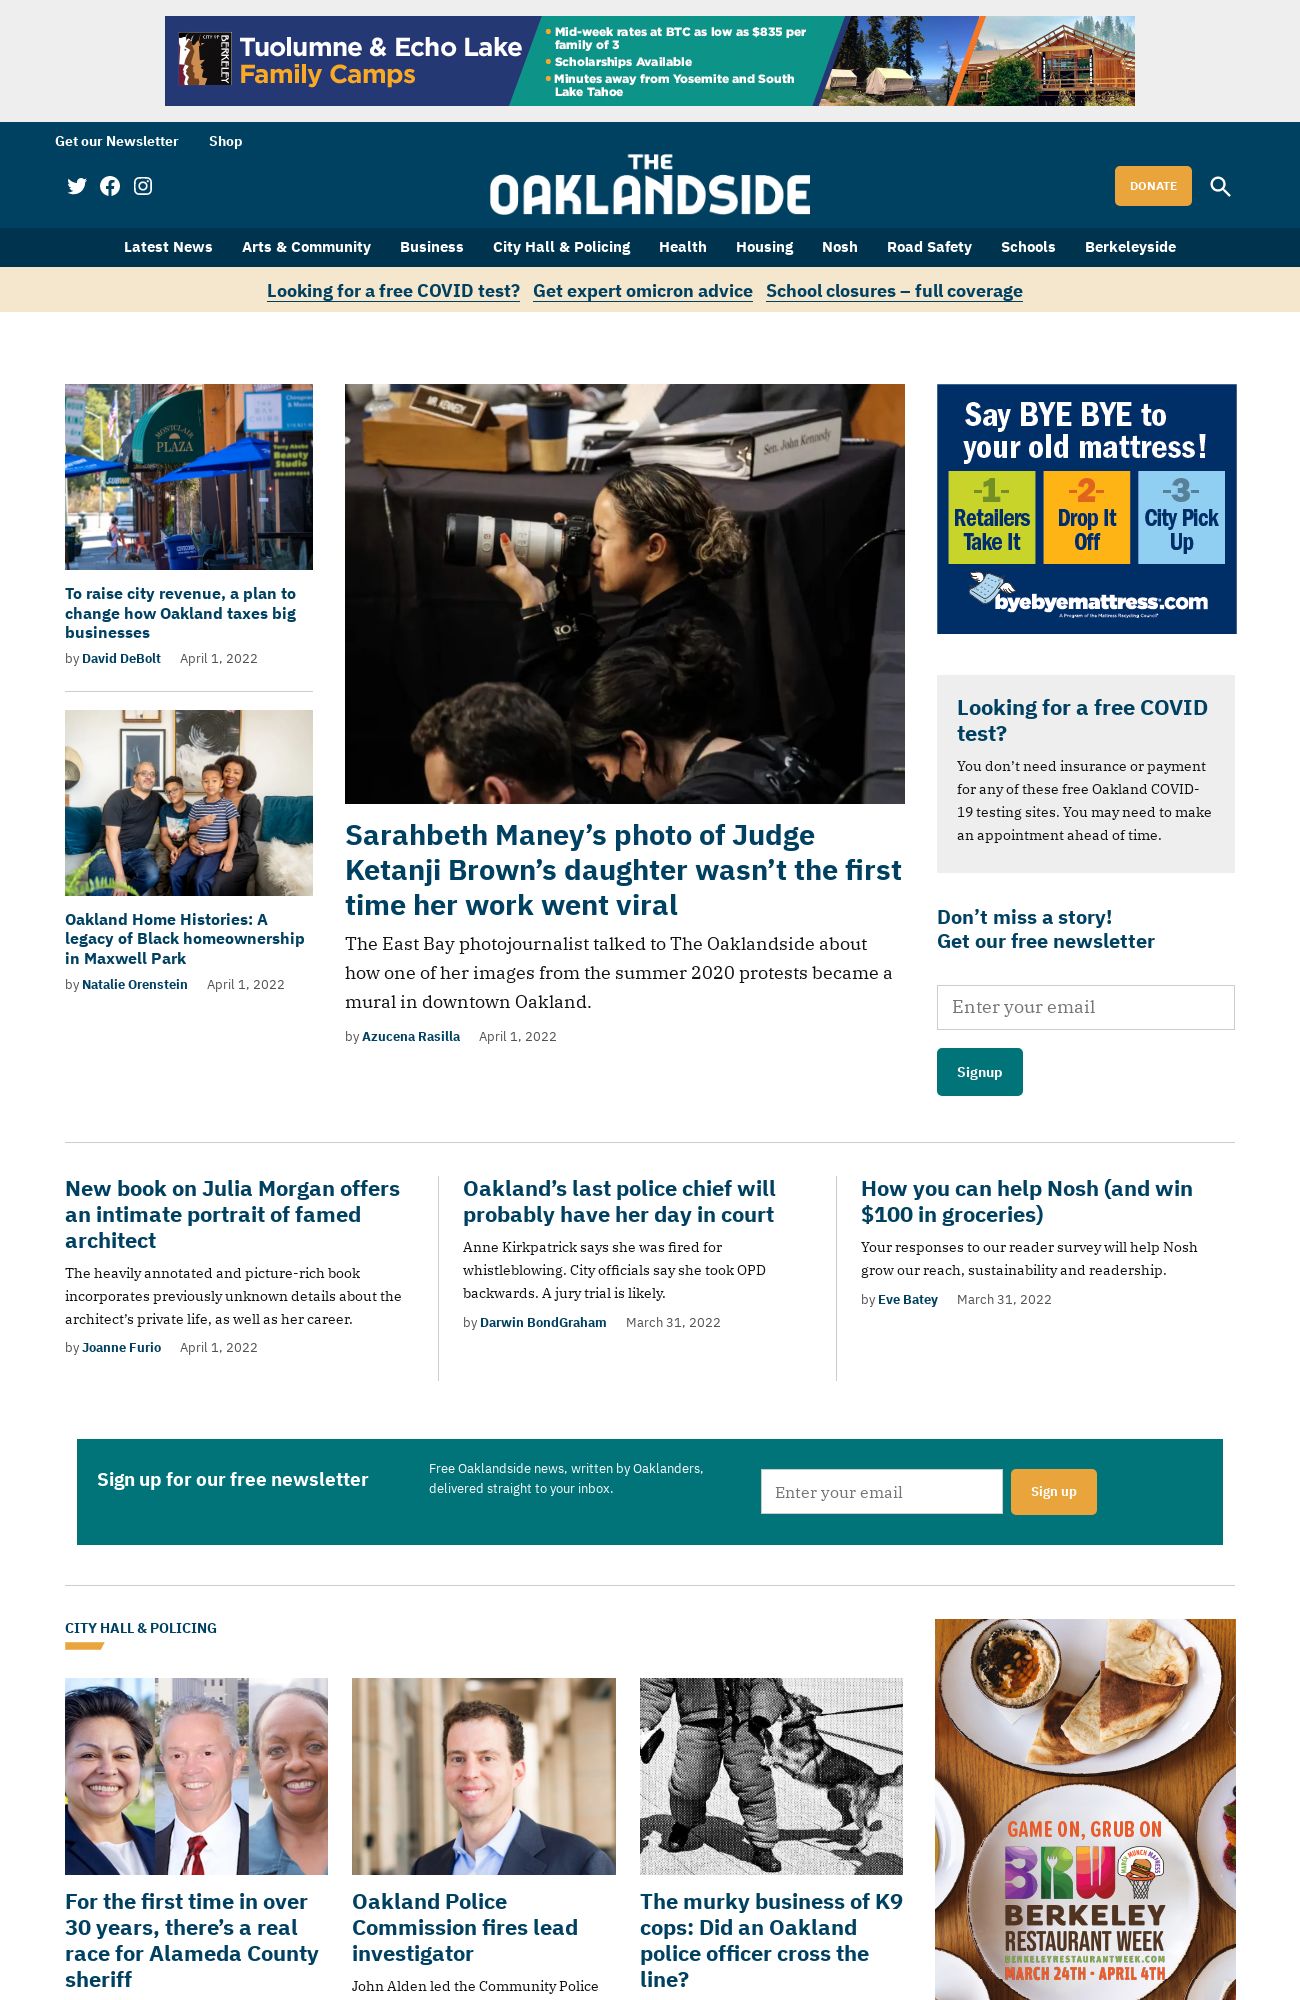 CITY OF
BERKELEY
Tuolumne & Echo Lake
Family Camps
Mid-week rates at BTC as low as $835 per
family of 3
Scholarships Available
Minutes away from Yosemite and South
Lake Tahoe
Get our Newsletter Shop
THE
OAKLANDSIDE
DONATE
Latest News Arts & Community Business City Hall & Policing Health Housing Nosh Road Safety Schools Berkeleyside
Looking for a free COVID test? Get expert omicron advice School closures – full coverage
MONTCLAIR
PLAZA
SUBWAY
Beauty
Studio
To raise city revenue, a plan to
change how Oakland taxes big
businesses
by David DeBolt April 1, 2022
Oakland Home Histories: A
legacy of Black homeownership
in Maxwell Park
by Natalie Orenstein April 1, 2022
MR. KENNEDY
Sen. John Kennedy
Sarahbeth Maney’s photo of Judge
Ketanji Brown’s daughter wasn’t the first
time her work went viral
The East Bay photojournalist talked to The Oaklandside about
how one of her images from the summer 2020 protests became a
mural in downtown Oakland.
by Azucena Rasilla April 1, 2022
Say BYE BYE to
your old mattress!
-1-
Retailers
Take It
-2-
Drop It
Off
-3-
City Pick
Up
byebyemattress.com
A Program of the Mattress Recycling Council
Looking for a free COVID
test?
You don’t need insurance or payment
for any of these free Oakland COVID-
19 testing sites. You may need to make
an appointment ahead of time.
Don’t miss a story!
Get our free newsletter
Enter your email
Signup
New book on Julia Morgan offers
an intimate portrait of famed
architect
The heavily annotated and picture-rich book
incorporates previously unknown details about the
architect’s private life, as well as her career.
by Joanne Furio April 1, 2022
Oakland’s last police chief will
probably have her day in court
Anne Kirkpatrick says she was fired for
whistleblowing. City officials say she took OPD
backwards. A jury trial is likely.
by Darwin BondGraham March 31, 2022
How you can help Nosh (and win
$100 in groceries)
Your responses to our reader survey will help Nosh
grow our reach, sustainability and readership.
by Eve Batey March 31, 2022
Sign up for our free newsletter
Free Oaklandside news, written by Oaklanders,
delivered straight to your inbox.
Enter your email
Sign up
CITY HALL & POLICING
For the first time in over
30 years, there’s a real
race for Alameda County
sheriff
Oakland Police
Commission fires lead
investigator
John Alden led the Community Police
The murky business of K9
cops: Did an Oakland
police officer cross the
line?
GAME ON, GRUB ON
BRW
MARCH MUNCH MADNESS
BERKELEY
RESTAURANT WEEK
BERKELEYRESTAURANTWEEK.COM
MARCH 24TH - APRIL 4TH